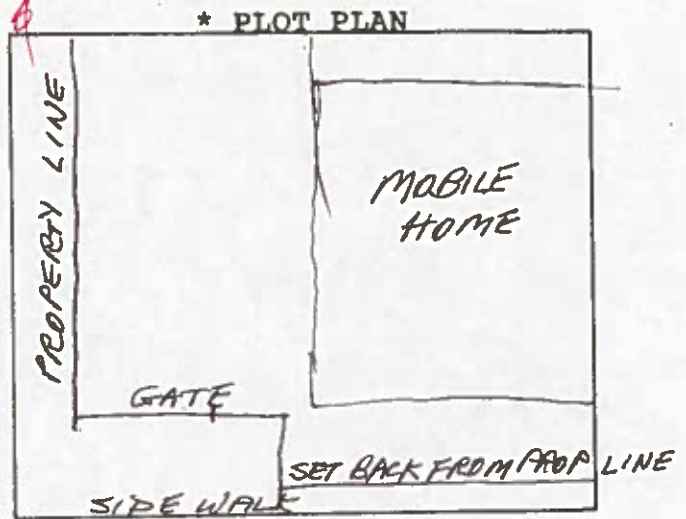 * PLOT PLAN
PROPERTY LINE
MOBILE
HOME
GATE
SET BACK FROM PROP LINE
SIDE WALK